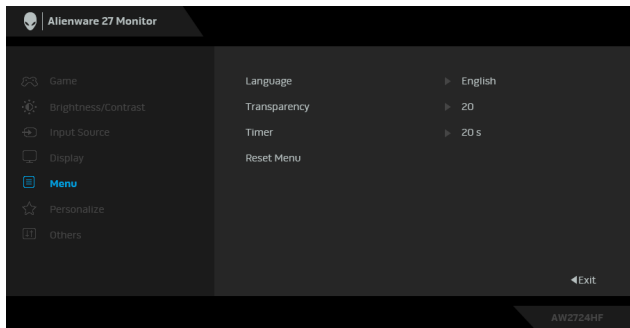 Alienware 27 Monitor
Game
Brightness/Contrast
Input Source
Display
Menu
Personalize
Others
Language English
Transparency 20
Timer 20 s
Reset Menu
Exit
AW2724HF